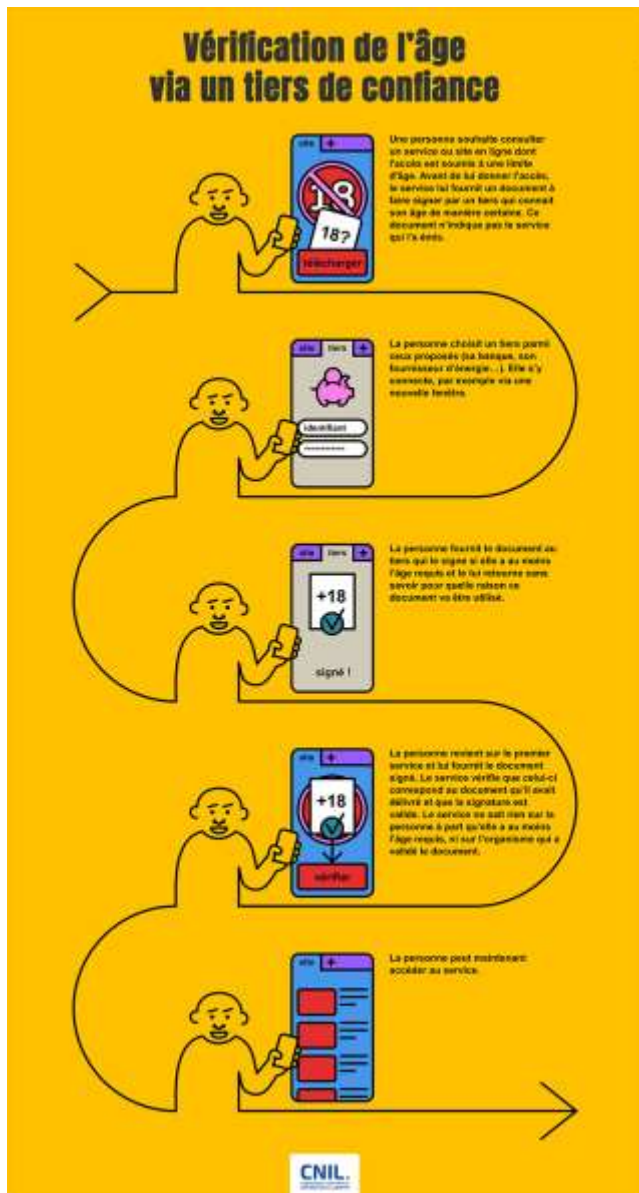 Vérification de l'âge
via un tiers de confiance
site +
18
18?
télécharger
Une personne souhaite consulter
un service ou site en ligne dont
l'accès est soumis à une limite
d'âge. Avant de lui donner l'accès,
le service lui fournit un document à
faire signer par un tiers qui connait
son âge de manière certaine. Ce
document n'indique pas le service
qui l'a émis.
site tiers +
identifiant
La personne choisit un tiers parmi
ceux proposés (sa banque, son
fournisseur d'énergie...). Elle s'y
connecte, par exemple via une
nouvelle fenêtre.
site tiers +
+18
signé !
La personne fournit le document au
tiers qui le signe si elle a au moins
l'âge requis et le lui retourne sans
savoir pour quelle raison ce
document va être utilisé.
site +
+18
vérifier
La personne revient sur le premier
service et lui fournit le document
signé. Le service vérifie que celui-ci
correspond au document qu'il avait
délivré et que la signature est
valide. Le service ne sait rien sur la
personne à part qu'elle a au moins
l'âge requis, ni sur l'organisme qui a
validé le document.
site +
La personne peut maintenant
accéder au service.
CNIL.